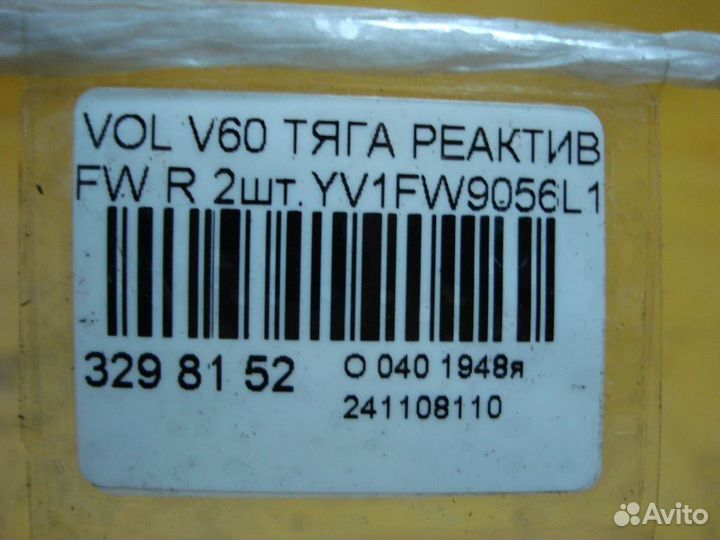 VOL V60 ТЯГА РЕАКТИВ
FW R 2шт. YV1FW9056L1
329 81 52
О 040 1948я
241108110
Avito